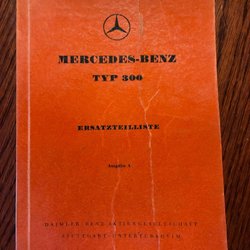 MERCEDES-BENZ
TYP 300
ERSATZTEILLISTE
Ausgabe A
DAIMLER-BENZ AKTIENGESELLSCHAFT
STUTTGART-UNTERTÜRKHEIM